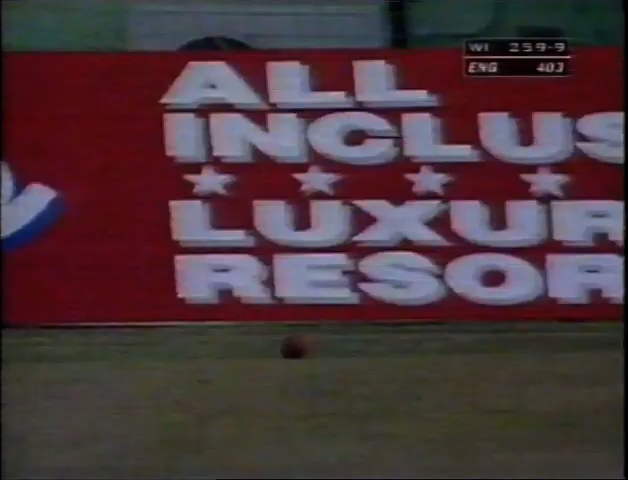 WI 259-9
ENG 403
ALL
INCLUS
LUXUR
RESOR